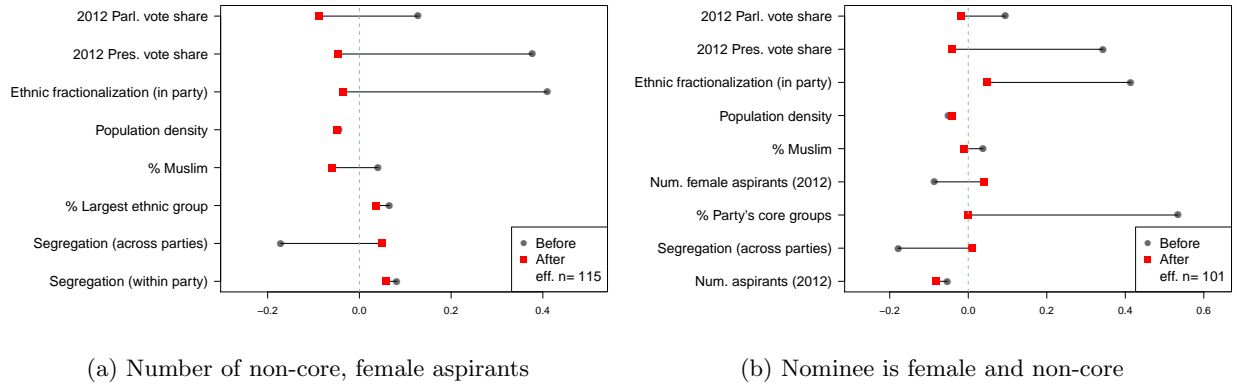 2012 Parl. vote share
2012 Pres. vote share
Ethnic fractionalization (in party)
Population density
% Muslim
% Largest ethnic group
Segregation (across parties)
Segregation (within party)
Before
After
eff. n= 115
−0.2 0.0 0.2 0.4
(a) Number of non-core, female aspirants
2012 Parl. vote share
2012 Pres. vote share
Ethnic fractionalization (in party)
Population density
% Muslim
Num. female aspirants (2012)
% Party's core groups
Segregation (across parties)
Num. aspirants (2012)
Before
After
eff. n= 101
−0.2 0.0 0.2 0.4 0.6
(b) Nominee is female and non-core